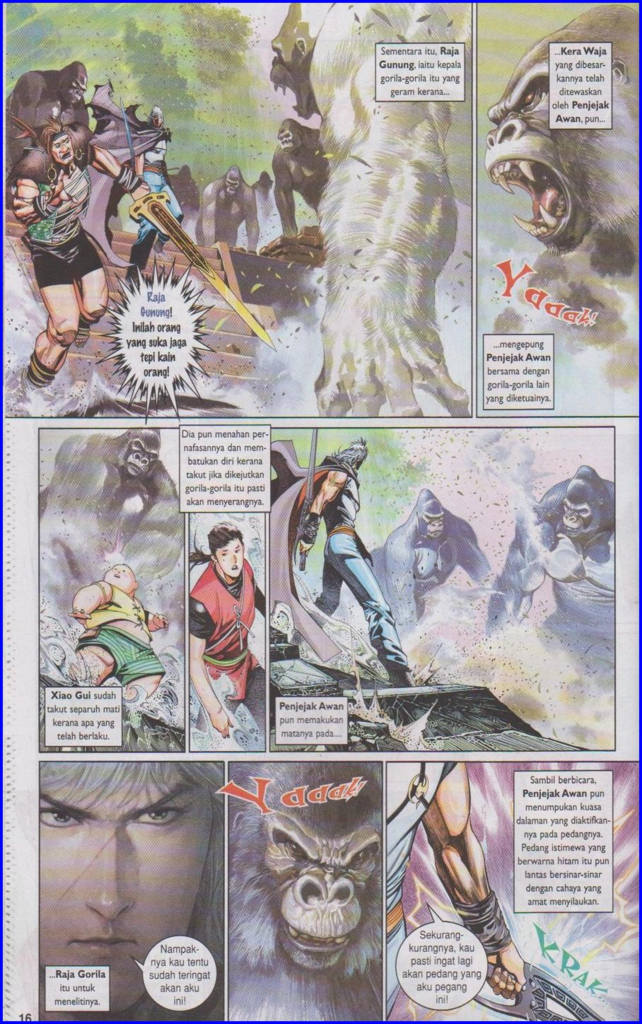 Sementara itu, Raja
Gunung, iaitu kepala
gorila-gorila itu yang
geram kerana...
...Kera Waja
yang dibesar-
kannya telah
ditewaskan
oleh Penjejak
Awan, pun...
Raja
Gunung!
Inilah orang
yang suka jaga
tepi kain
orang!
Yaaah!
...mengepung
Penjejak Awan
bersama dengan
gorila-gorila lain
yang diketuainya.
Dia pun menahan per-
nafasannya dan mem-
batukan diri kerana
takut jika dikejutkan
gorila-gorila itu pasti
akan menyerangnya.
Xiao Gui sudah
takut separuh mati
kerana apa yang
telah berlaku.
Penjejak Awan
pun memakukan
matanya pada....
...Raja Gorila
itu untuk
menelitinya.
Nampak-
nya kau tentu
sudah teringat
akan aku
ini!
Yaaah!
Sambil berbicara,
Penjejak Awan pun
menumpukan kuasa
dalaman yang diaktifkan-
nya pada pedangnya.
Pedang istimewa yang
berwarna hitam itu pun
lantas bersinar-sinar
dengan cahaya yang
amat menyilaukan.
Sekurang-
kurangnya, kau
pasti ingat lagi
akan pedang yang
aku pegang
ini!
KRAK..
16